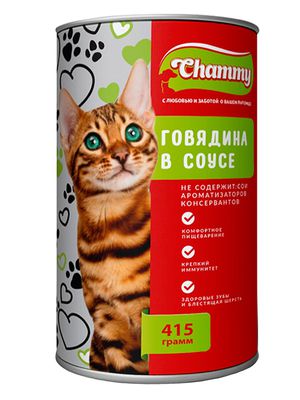 Chammy
С ЛЮБОВЬЮ И ЗАБОТОЙ О ВАШЕМ ПИТОМЦЕ
ГОВЯДИНА
В СОУСЕ
НЕ СОДЕРЖИТ: СОИ
АРОМАТИЗАТОРОВ
КОНСЕРВАНТОВ
КОМФОРТНОЕ
ПИЩЕВАРЕНИЕ
КРЕПКИЙ
ИММУНИТЕТ
ЗДОРОВЫЕ ЗУБЫ
И БЛЕСТЯЩАЯ ШЕРСТЬ
415
грамм